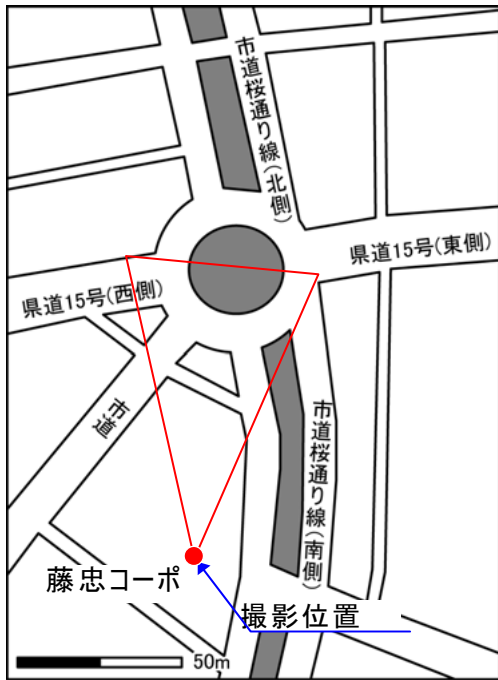 市道桜通り線(北側)
県道15号(東側)
県道15号(西側)
市道
市道桜通り線(南側)
藤忠コーポ
撮影位置
50m